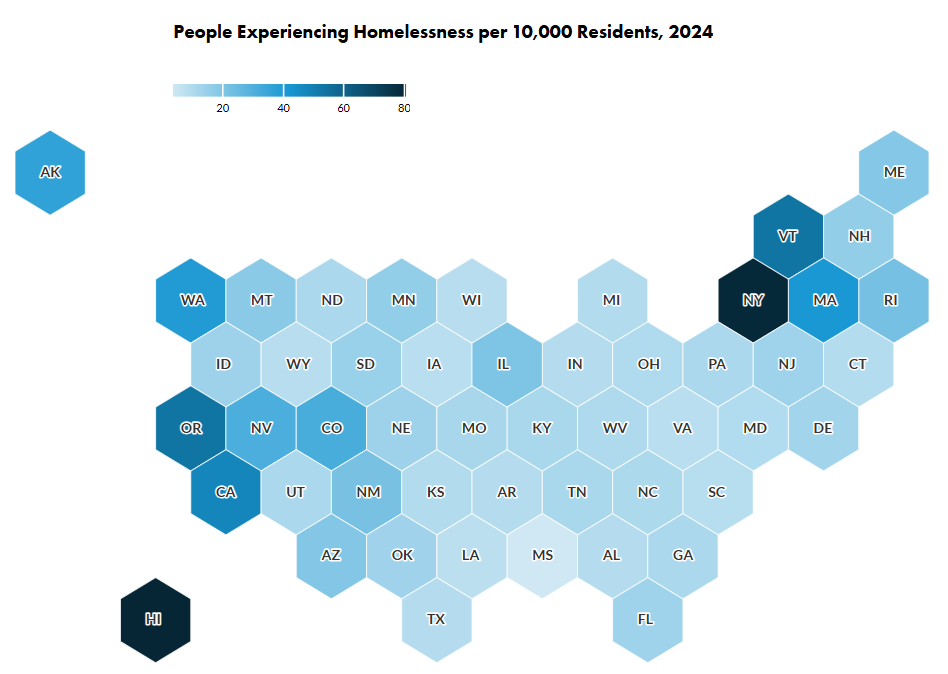 People Experiencing Homelessness per 10,000 Residents, 2024
20 40 60 80
AK ME
VT NH
WA MT ND MN WI MI NY MA RI
ID WY SD IA IL IN OH PA NJ CT
OR NV CO NE MO KY WV VA MD DE
CA UT NM KS AR TN NC SC
AZ OK LA MS AL GA
HI TX FL